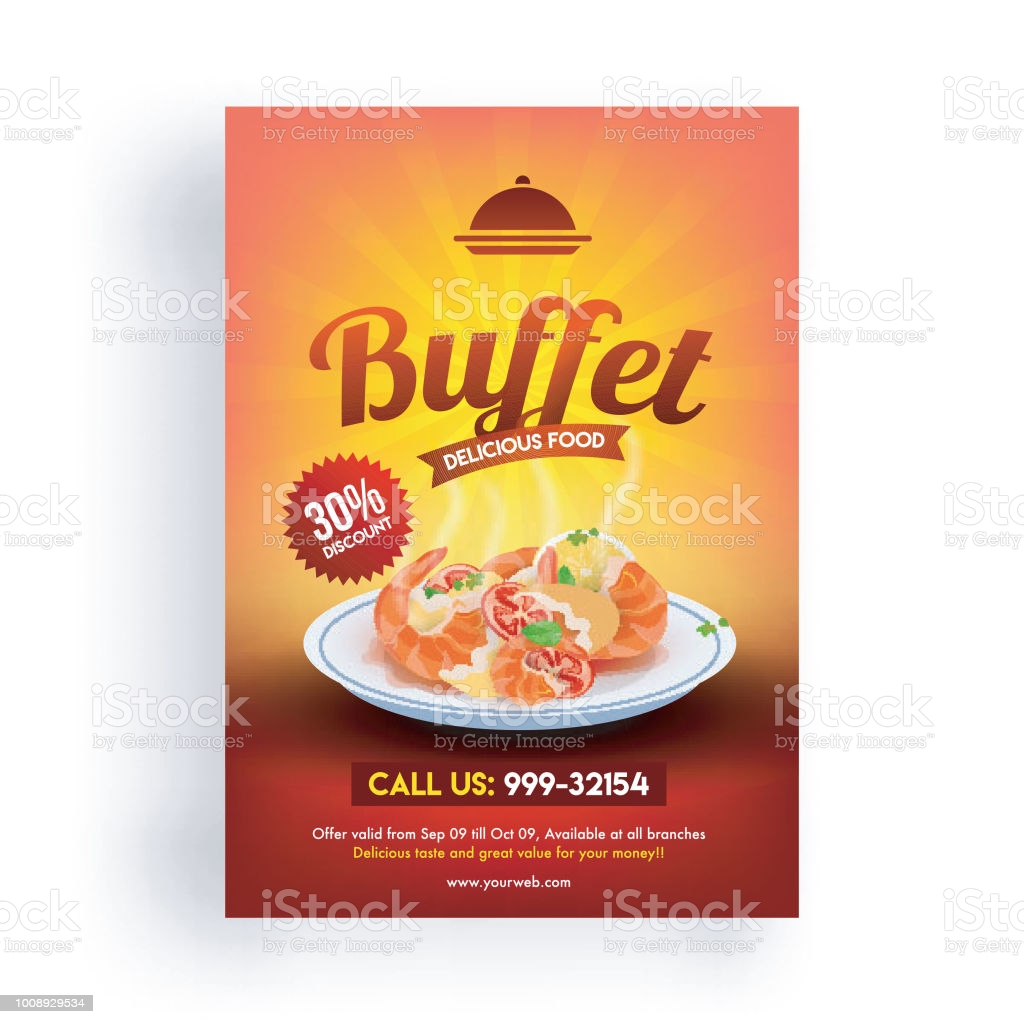 Buffet
DELICIOUS FOOD
30%
DISCOUNT
CALL US: 999-32154
Offer valid from Sep 09 till Oct 09, Available at all branches
Delicious taste and great value for your money!!
www.yourweb.com
iStock
by Getty Images™
1008929534